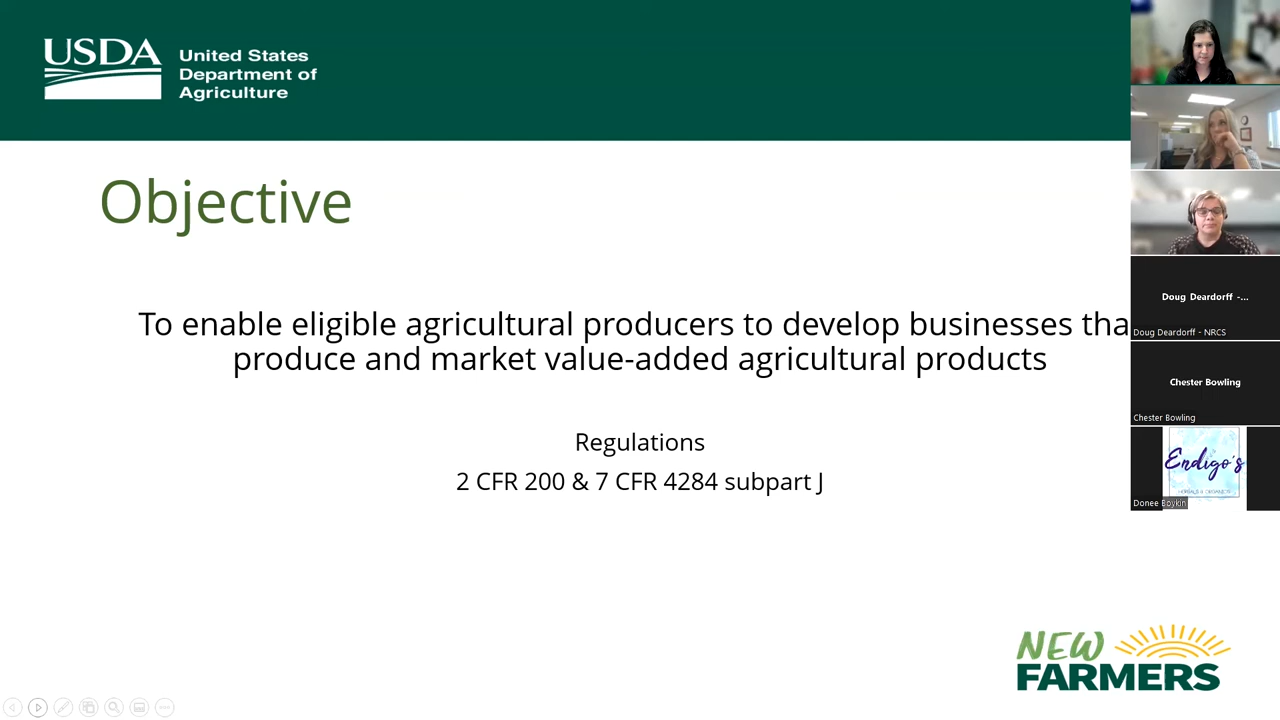 USDA
United States
Department of
Agriculture
Objective
To enable eligible agricultural producers to develop businesses tha
produce and market value-added agricultural products
Regulations
2 CFR 200 & 7 CFR 4284 subpart J
Doug Deardorff -...
Doug Deardorff - NRCS
Chester Bowling
Chester Bowling
Endigo's
HERBALS & ORGANICS
Donee Boykin
NEW
FARMERS